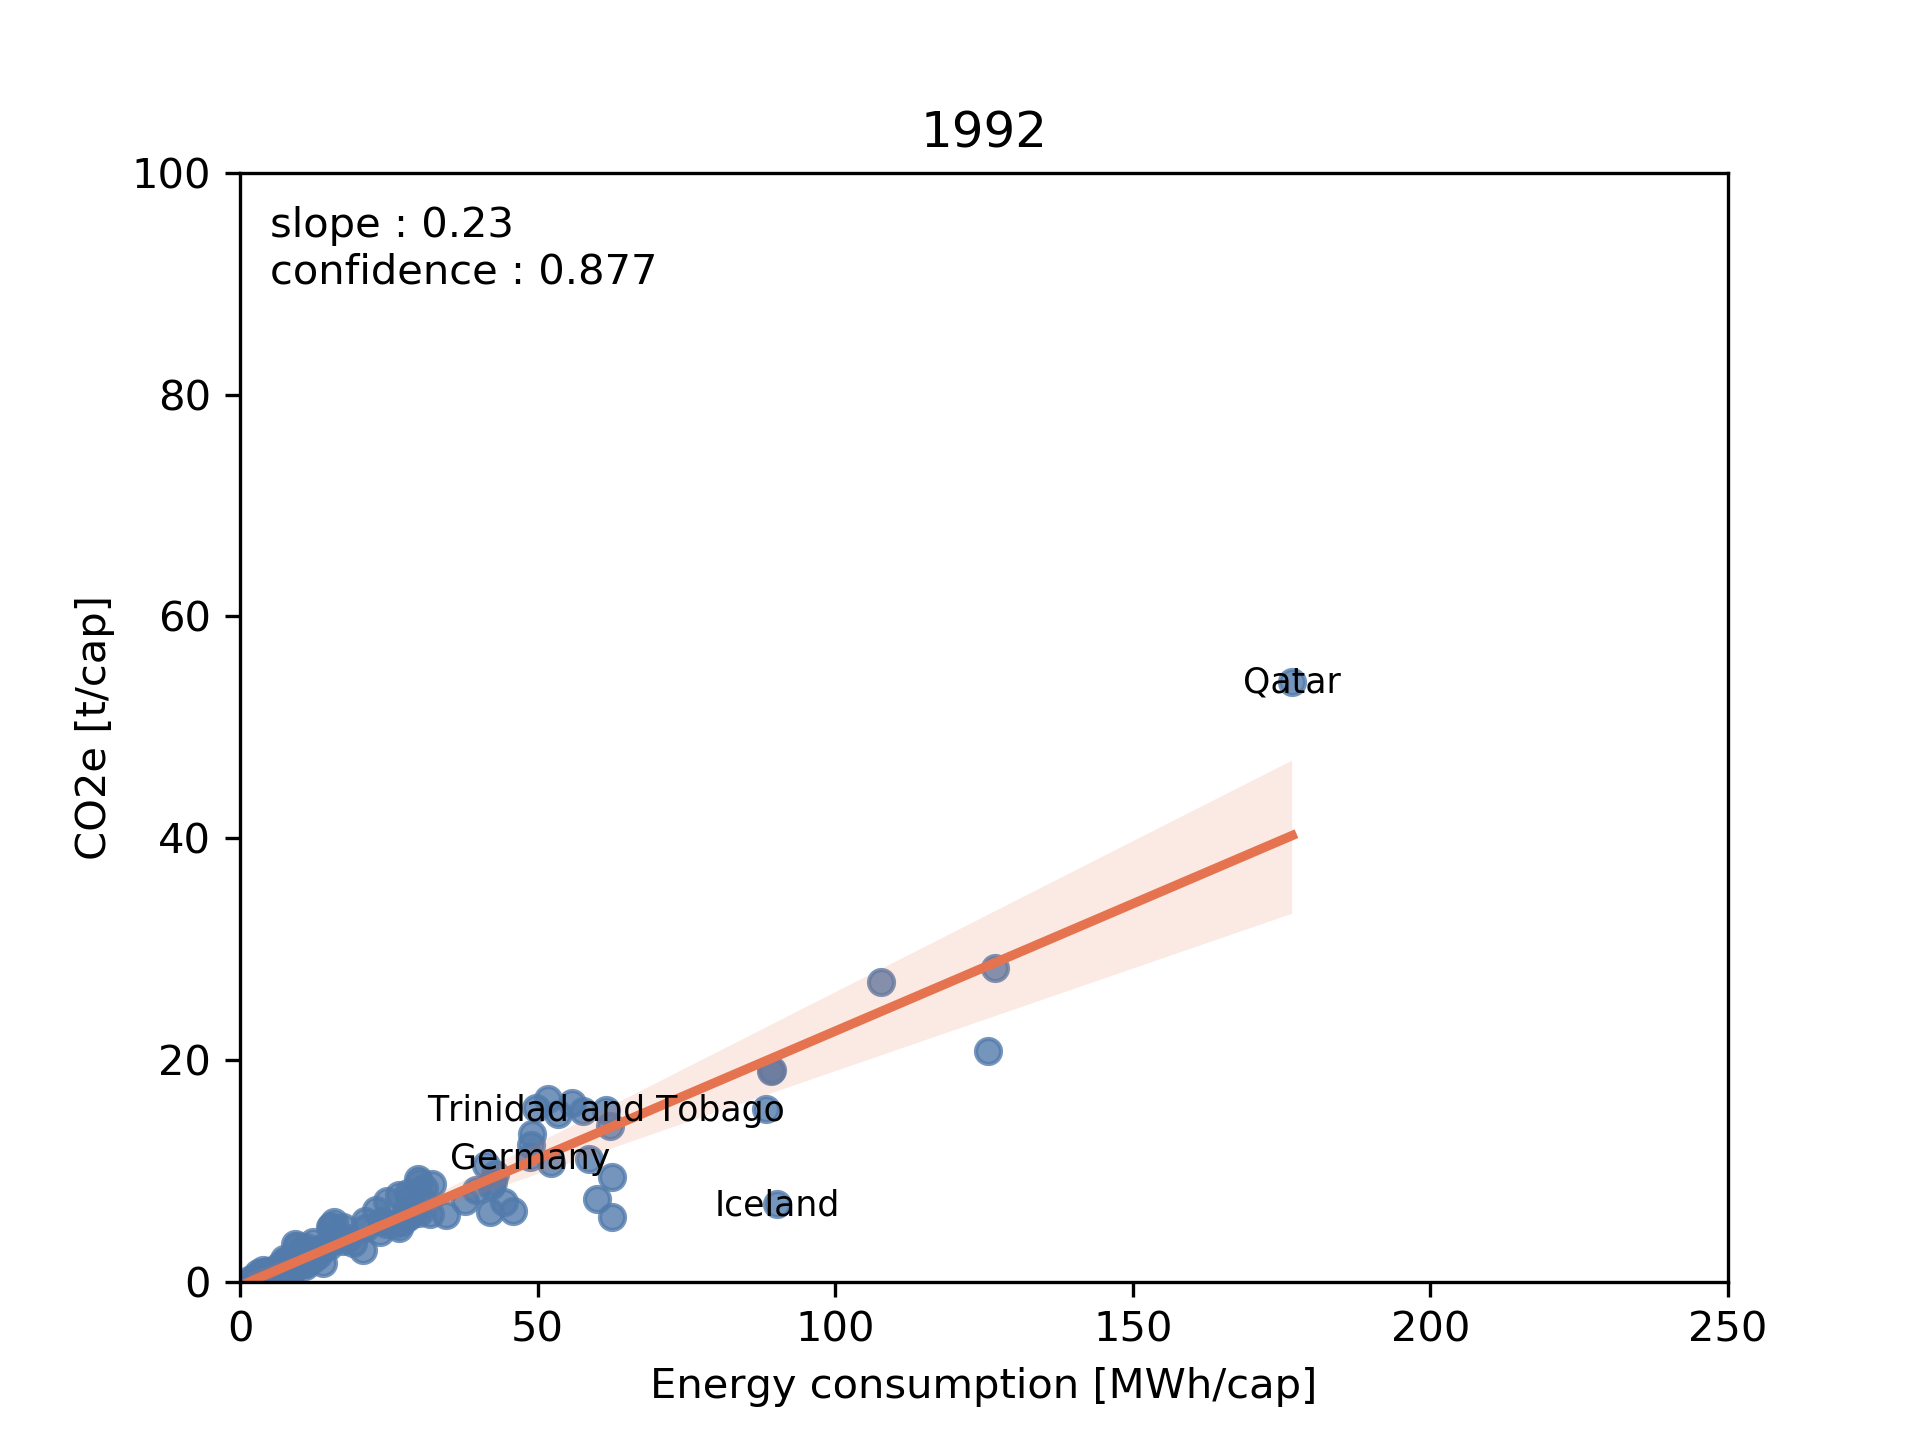 1992
slope : 0.23
confidence : 0.877
100
80
60
40
20
0
CO2e [t/cap]
Qatar
Trinidad and Tobago
Germany
Iceland
0 50 100 150 200 250
Energy consumption [MWh/cap]